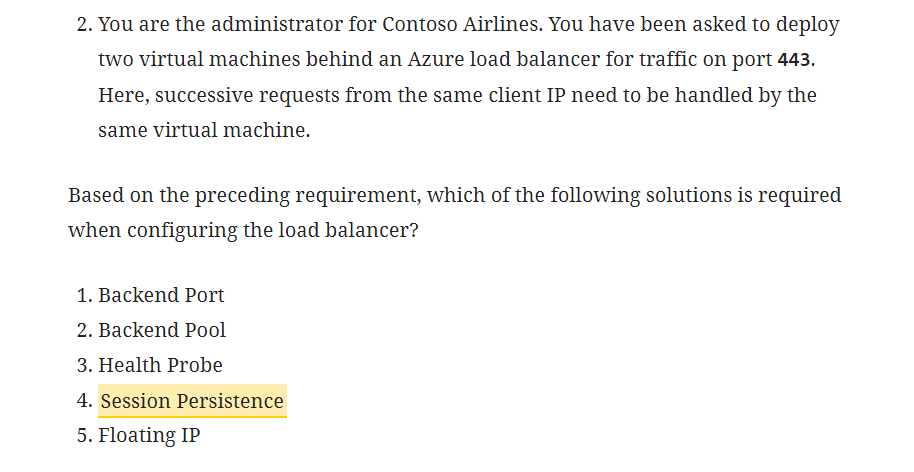 2. You are the administrator for Contoso Airlines. You have been asked to deploy
two virtual machines behind an Azure load balancer for traffic on port 443.
Here, successive requests from the same client IP need to be handled by the
same virtual machine.
Based on the preceding requirement, which of the following solutions is required
when configuring the load balancer?
1. Backend Port
2. Backend Pool
3. Health Probe
4. Session Persistence
5. Floating IP